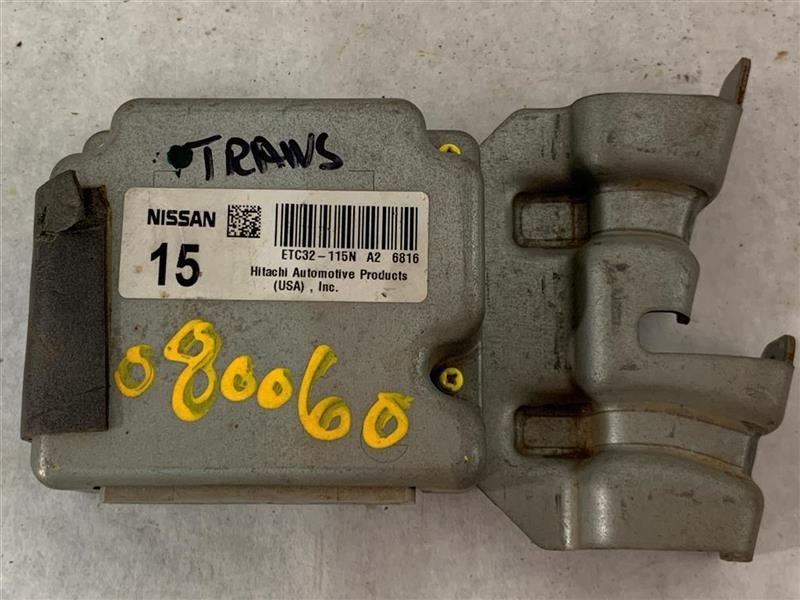 TRANS
NISSAN
15
ETC32-115N A2 6816
Hitachi Automotive Products
(USA) , Inc.
080060